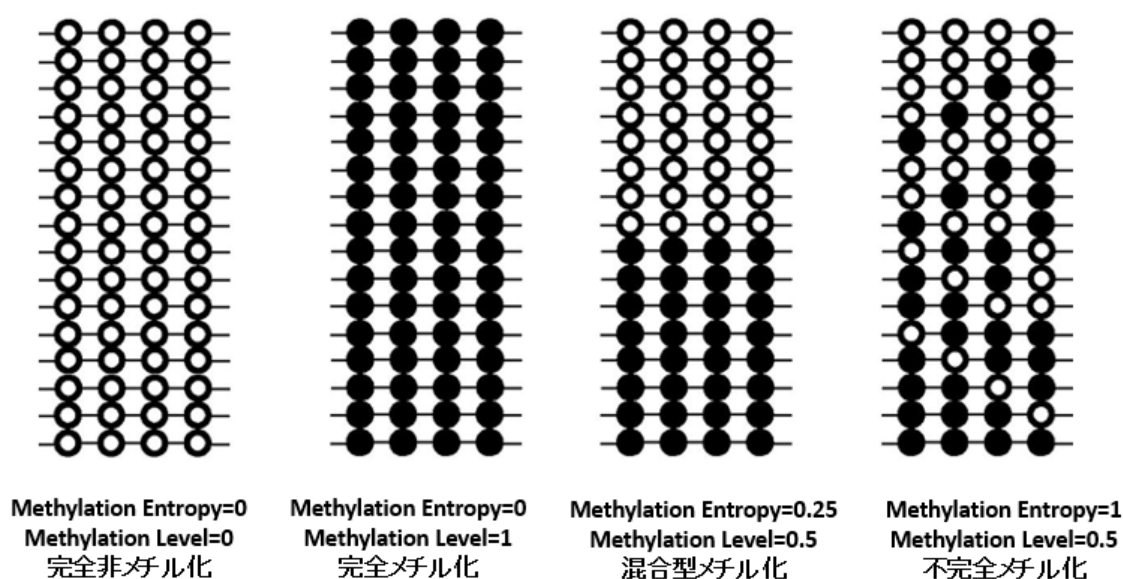 Methylation Entropy=0
Methylation Level=0
完全非メチル化
Methylation Entropy=0
Methylation Level=1
完全メチル化
Methylation Entropy=0.25
Methylation Level=0.5
混合型メチル化
Methylation Entropy=1
Methylation Level=0.5
不完全メチル化